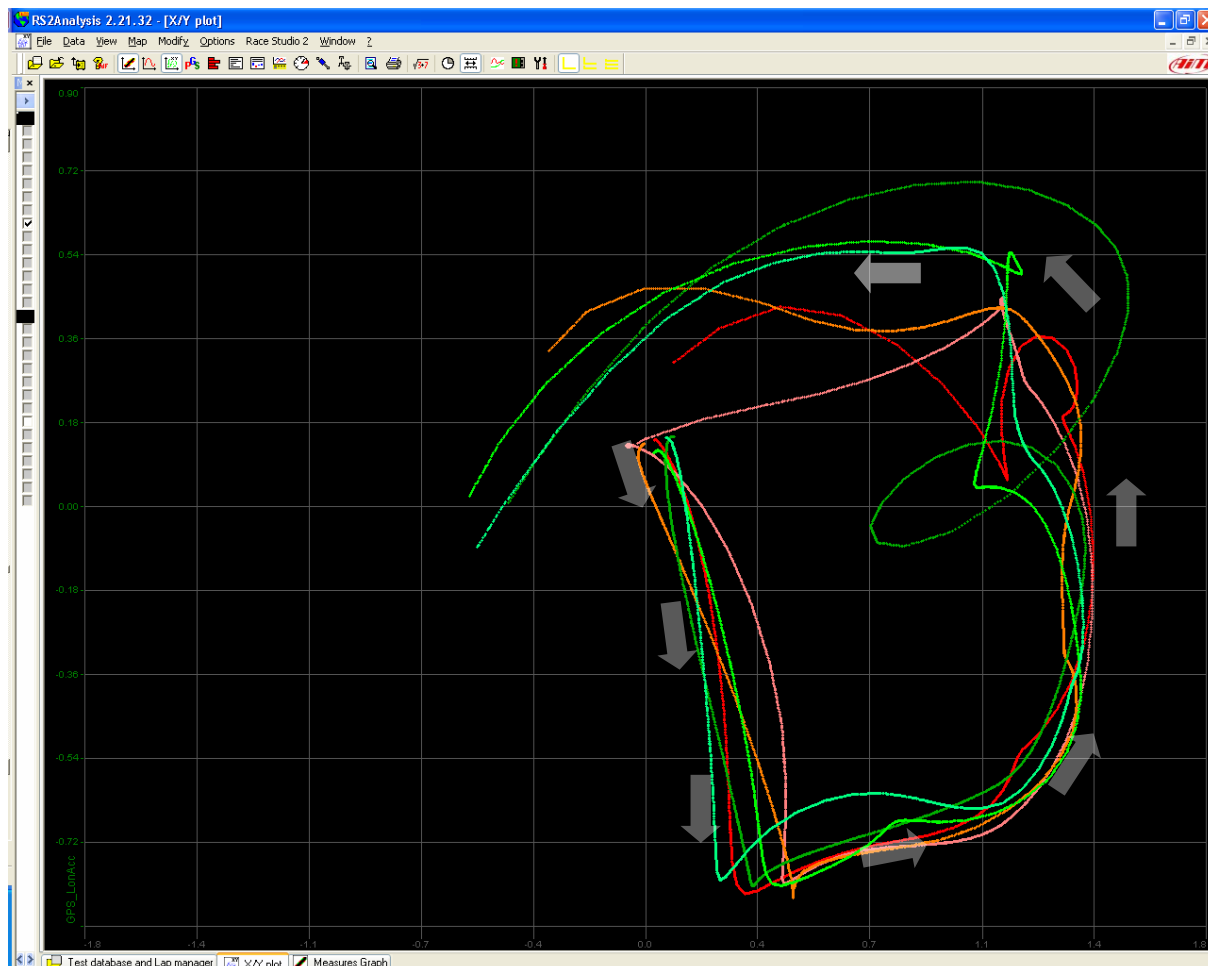 RS2Analysis 2.21.32 - [X/Y plot]
File Data View Map Modify Options Race Studio 2 Window ?
AiM
0.90
0.72
0.54
0.36
0.18
0.00
-0.18
-0.36
-0.54
-0.72
GPS_LonAcc
-1.8 -1.4 -1.1 -0.7 -0.4 0.0 0.4 0.7 1.1 1.4 1.8
Test database and Lap manager X/Y plot Measures Graph